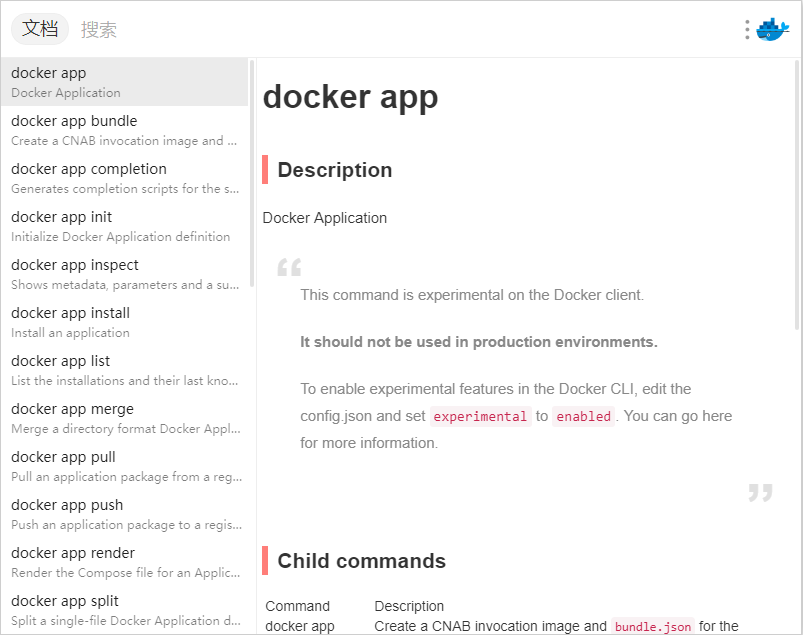 文档 搜索
docker app
Docker Application
docker app bundle
Create a CNAB invocation image and ...
docker app completion
Generates completion scripts for the s...
docker app init
Initialize Docker Application definition
docker app inspect
Shows metadata, parameters and a su...
docker app install
Install an application
docker app list
List the installations and their last kno...
docker app merge
Merge a directory format Docker Appl...
docker app pull
Pull an application package from a reg...
docker app push
Push an application package to a regis...
docker app render
Render the Compose file for an Applic...
docker app split
Split a single-file Docker Application d...
docker app
Description
Docker Application
“
This command is experimental on the Docker client.
It should not be used in production environments.
To enable experimental features in the Docker CLI, edit the
config.json and set experimental to enabled. You can go here
for more information.
”
Child commands
Command Description
docker app Create a CNAB invocation image and bundle.json for the